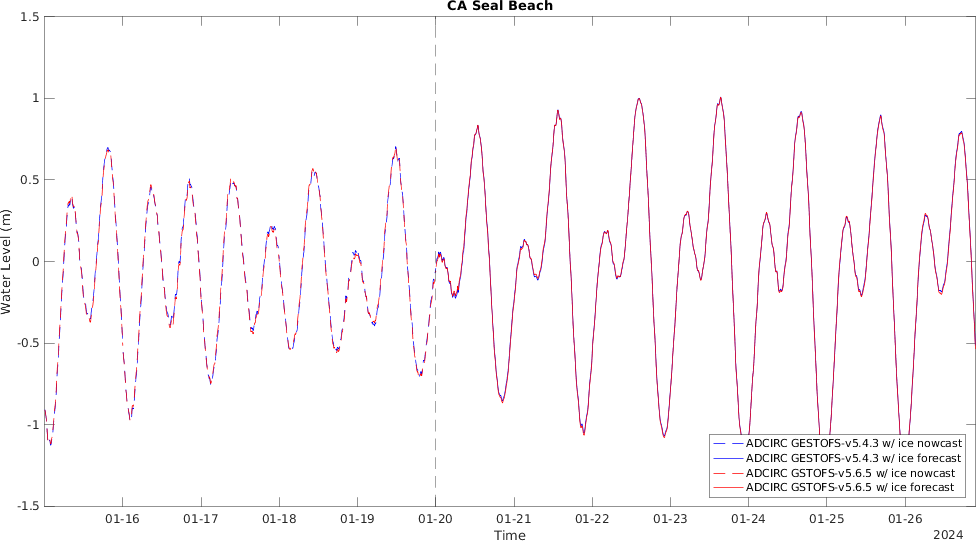 CA Seal Beach
1.5
1
0.5
0
-0.5
-1
-1.5
Water Level (m)
01-16 01-17 01-18 01-19 01-20 01-21 01-22 01-23 01-24 01-25 01-26
Time
2024
ADCIRC GESTOFS-v5.4.3 w/ ice nowcast
ADCIRC GESTOFS-v5.4.3 w/ ice forecast
ADCIRC GSTOFS-v5.6.5 w/ ice nowcast
ADCIRC GSTOFS-v5.6.5 w/ ice forecast